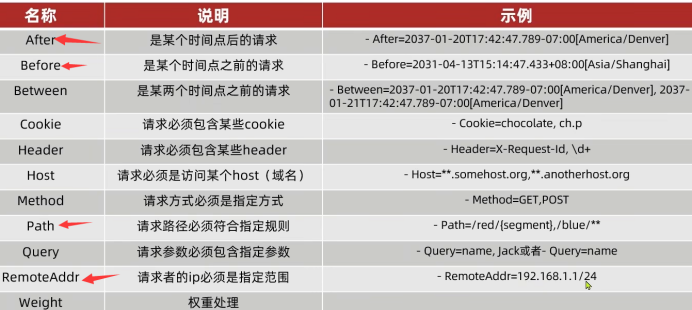 名称 说明 示例
After 是某个时间点后的请求 - After=2037-01-20T17:42:47.789-07:00[America/Denver]
Before 是某个时间点之前的请求 - Before=2031-04-13T15:14:47.433+08:00[Asia/Shanghai]
Between 是某两个时间点之前的请求 - Between=2037-01-20T17:42:47.789-07:00[America/Denver], 2037-
01-21T17:42:47.789-07:00[America/Denver]
Cookie 请求必须包含某些cookie - Cookie=chocolate, ch.p
Header 请求必须包含某些header - Header=X-Request-Id, \d+
Host 请求必须是访问某个host（域名） - Host=**.somehost.org,**.anotherhost.org
Method 请求方式必须是指定方式 - Method=GET,POST
Path 请求路径必须符合指定规则 - Path=/red/{segment},/blue/**
Query 请求参数必须包含指定参数 - Query=name, Jack或者- Query=name
RemoteAddr 请求者的ip必须是指定范围 - RemoteAddr=192.168.1.1/24
Weight 权重处理